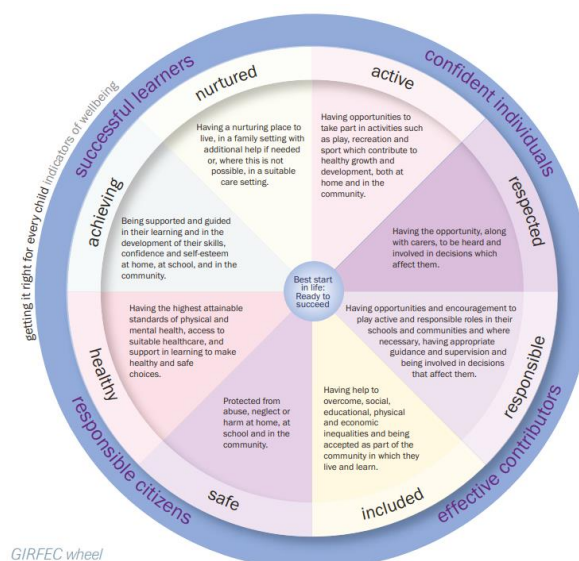 getting it right for every child indicators of wellbeing
successful learners
confident individuals
nurtured
Having a nurturing place to
live, in a family setting with
additional help if needed
or, where this is not
possible, in a suitable
care setting.
active
Having opportunities to
take part in activities such
as play, recreation and
sport which contribute to
healthy growth and
development, both at
home and in the
community.
achieving
Being supported and guided
in their learning and in the
development of their skills,
confidence and self-esteem
at home, at school, and in the
community.
respected
Having the opportunity, along
with carers, to be heard and
involved in decisions which
affect them.
Best start
in life:
Ready to
succeed
healthy
Having the highest attainable
standards of physical and
mental health, access to
suitable healthcare, and
support in learning to make
healthy and safe
choices.
responsible
Having opportunities and encouragement to
play active and responsible roles in their
schools and communities and where
necessary, having appropriate
guidance and supervision and
being involved in decisions
that affect them.
safe
Protected from
abuse, neglect or
harm at home, at
school and in the
community.
included
Having help to
overcome, social,
educational, physical
and economic
inequalities and being
accepted as part of the
community in which they
live and learn.
responsible citizens
effective contributors
GIRFEC wheel